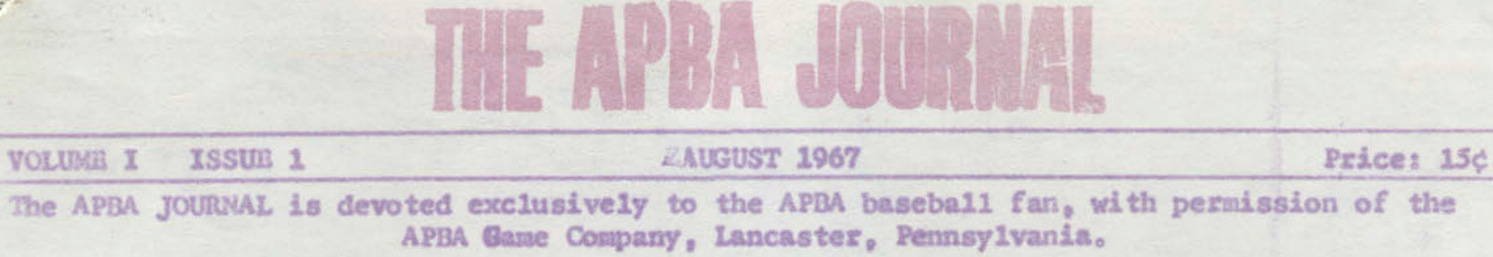 THE APBA JOURNAL
VOLUME I ISSUE 1 AUGUST 1967 Price: 15¢
The APBA JOURNAL is devoted exclusively to the APBA baseball fan, with permission of the
APBA Game Company, Lancaster, Pennsylvania.